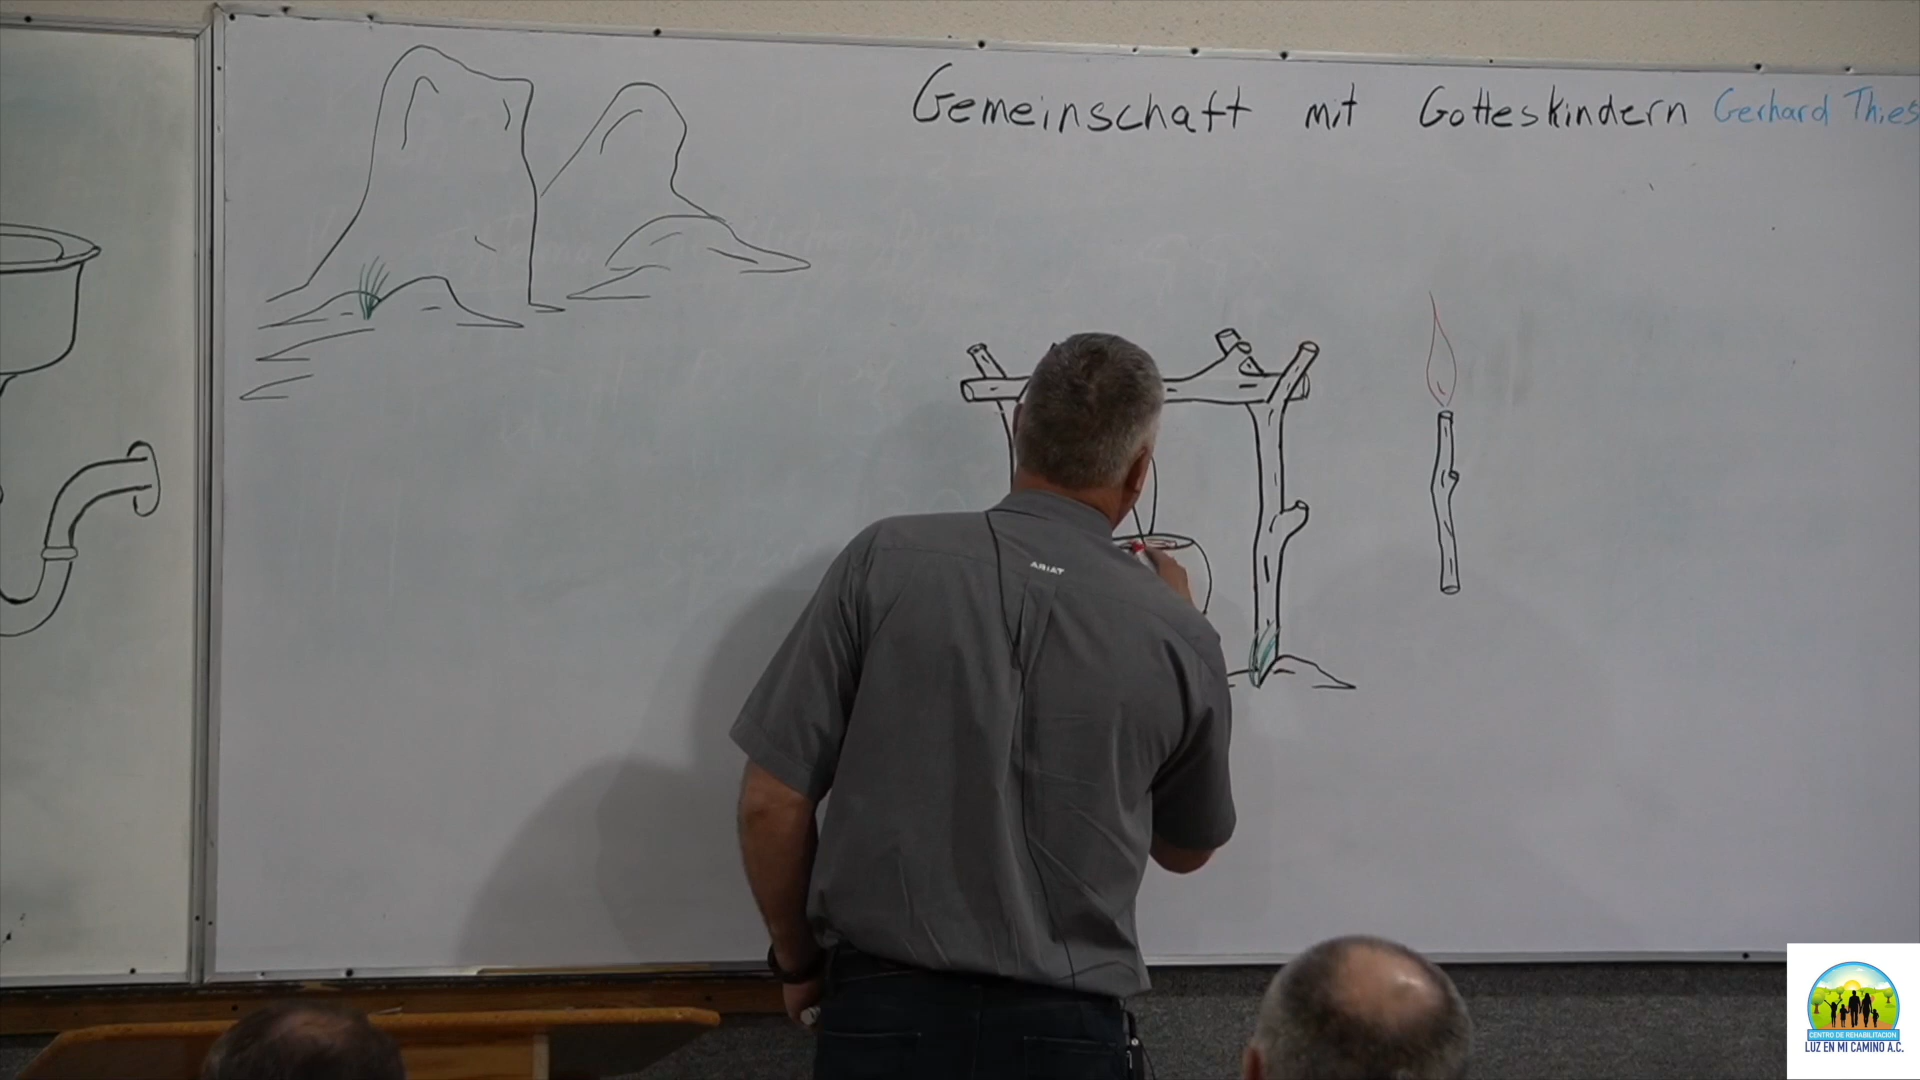 Gemeinschaft mit Gotteskindern Gerhard Thies
ARIAT
CENTRO DE REHABILITACION
LUZ EN MI CAMINO A.C.